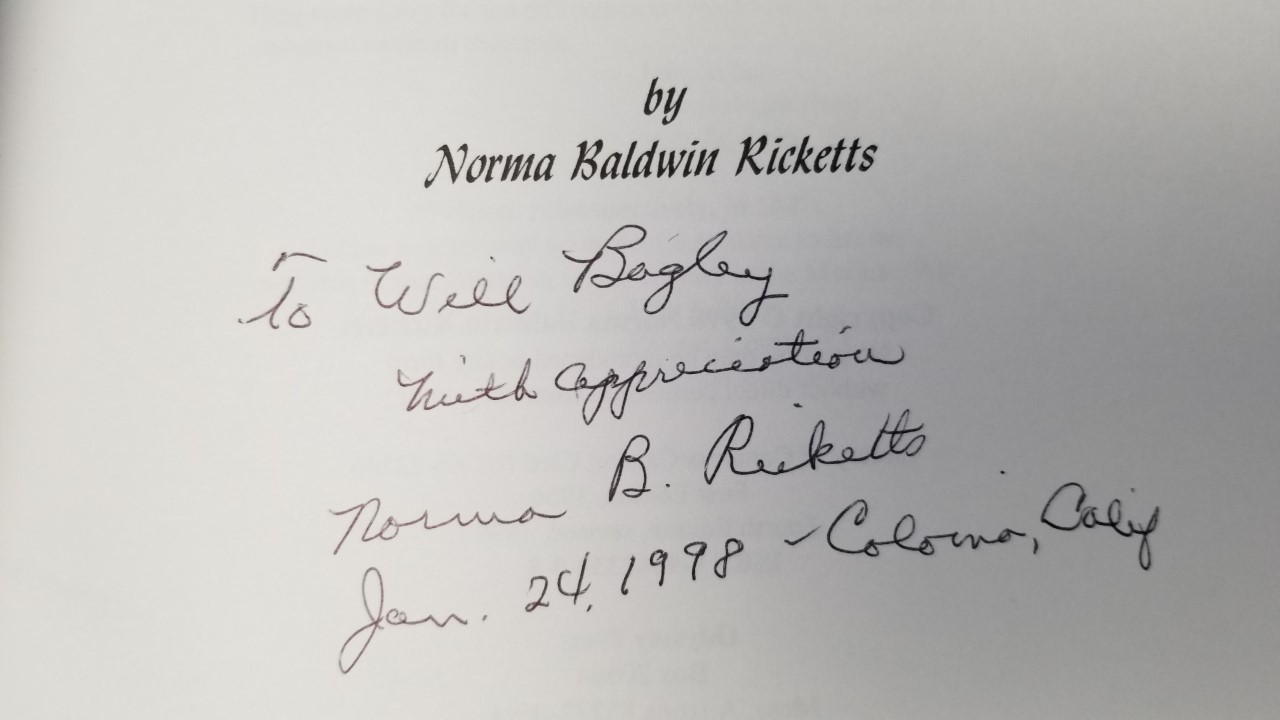 by
Norma Baldwin Ricketts
To Will Bagley
with appreciation
Norma B. Ricketts
Jan. 24, 1998 - Coloma, Calif